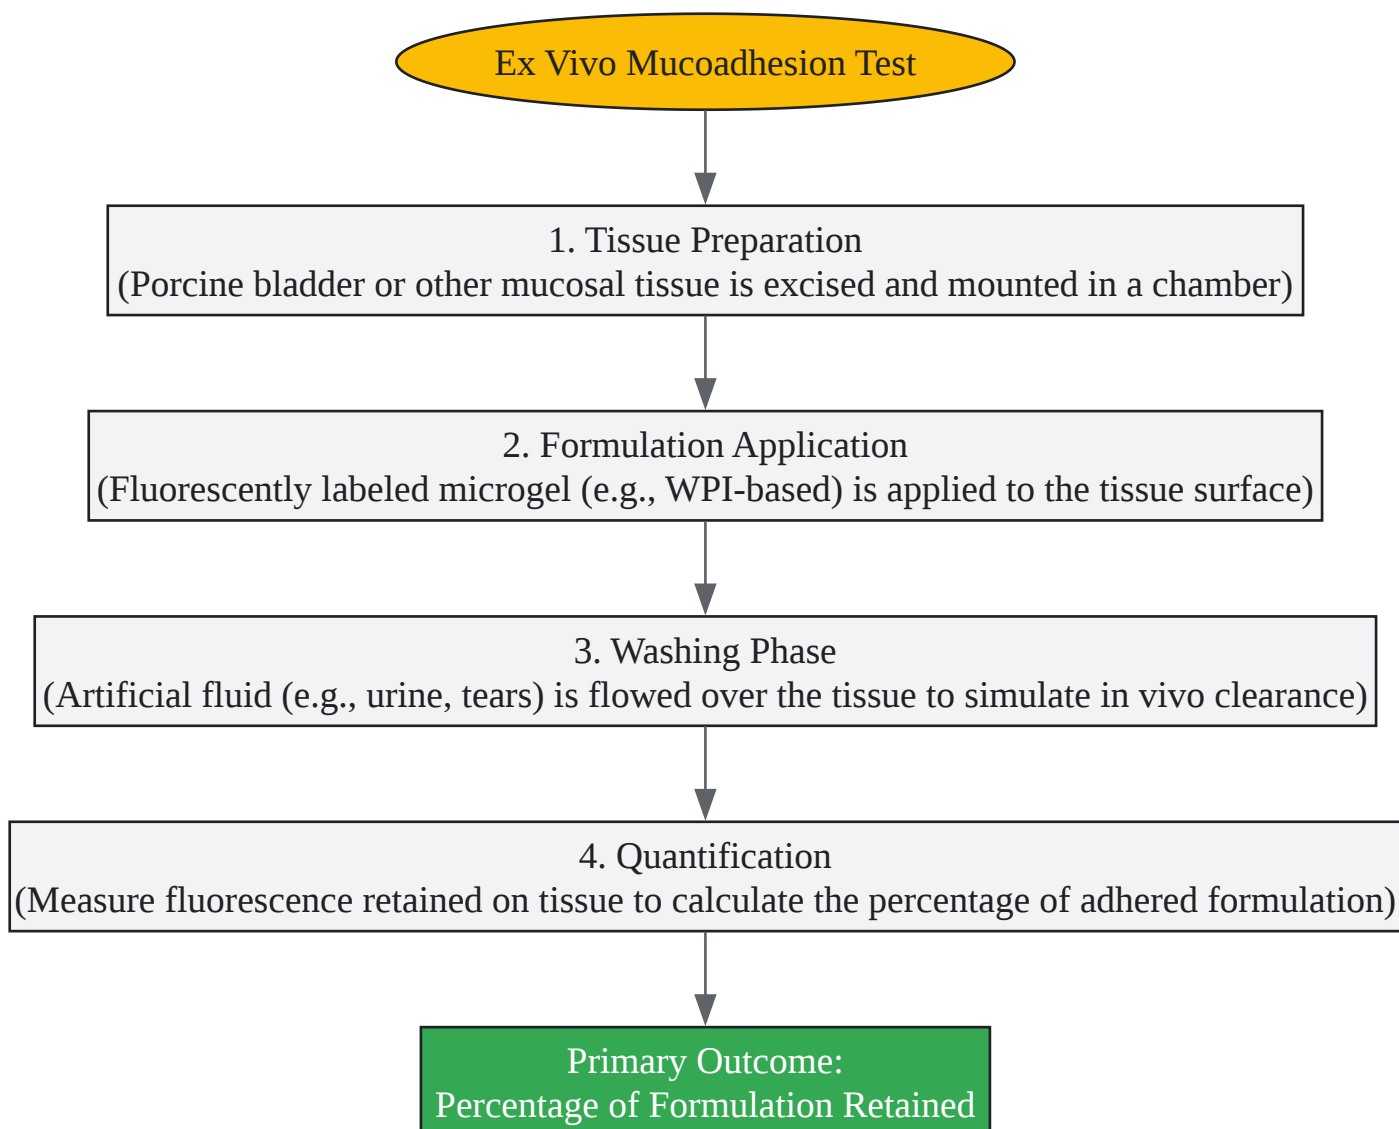 Ex Vivo Mucoadhesion Test
1. Tissue Preparation
(Porcine bladder or other mucosal tissue is excised and mounted in a chamber)
2. Formulation Application
(Fluorescently labeled microgel (e.g., WPI-based) is applied to the tissue surface)
3. Washing Phase
(Artificial fluid (e.g., urine, tears) is flowed over the tissue to simulate in vivo clearance)
4. Quantification
(Measure fluorescence retained on tissue to calculate the percentage of adhered formulation)
Primary Outcome:
Percentage of Formulation Retained